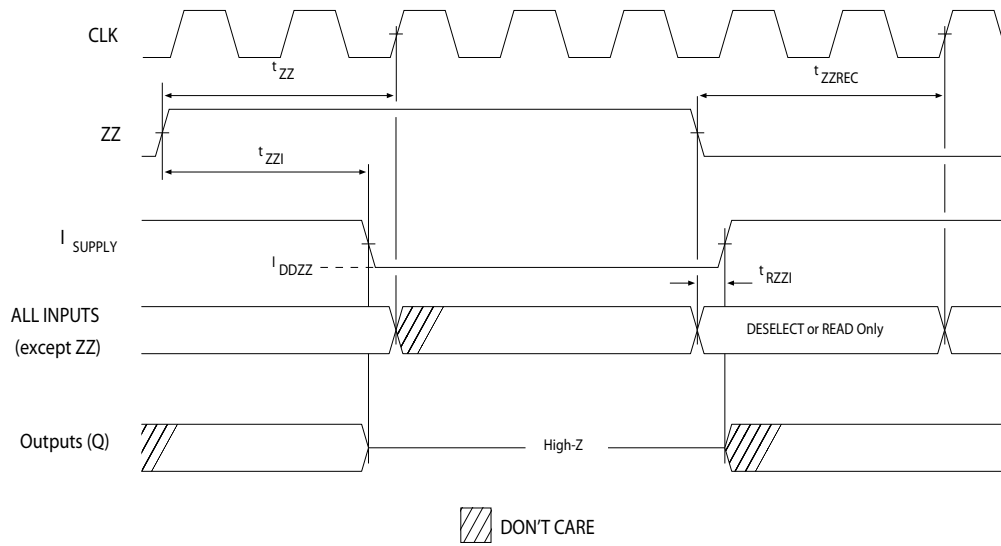 CLK
t ZZ
t ZZREC
ZZ
t ZZI
I SUPPLY
I DDZZ
t RZZI
ALL INPUTS
(except ZZ)
DESELECT or READ Only
Outputs (Q)
High-Z
DON'T CARE